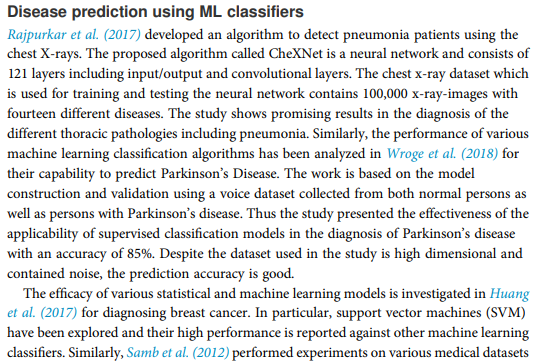 Disease prediction using ML classifiers
Rajpurkar et al. (2017) developed an algorithm to detect pneumonia patients using the
chest X-rays. The proposed algorithm called CheXNet is a neural network and consists of
121 layers including input/output and convolutional layers. The chest x-ray dataset which
is used for training and testing the neural network contains 100,000 x-ray-images with
fourteen different diseases. The study shows promising results in the diagnosis of the
different thoracic pathologies including pneumonia. Similarly, the performance of various
machine learning classification algorithms has been analyzed in Wroge et al. (2018) for
their capability to predict Parkinson’s Disease. The work is based on the model
construction and validation using a voice dataset collected from both normal persons as
well as persons with Parkinson’s disease. Thus the study presented the effectiveness of the
applicability of supervised classification models in the diagnosis of Parkinson’s disease
with an accuracy of 85%. Despite the dataset used in the study is high dimensional and
contained noise, the prediction accuracy is good.
The efficacy of various statistical and machine learning models is investigated in Huang
et al. (2017) for diagnosing breast cancer. In particular, support vector machines (SVM)
have been explored and their high performance is reported against other machine learning
classifiers. Similarly, Samb et al. (2012) performed experiments on various medical datasets